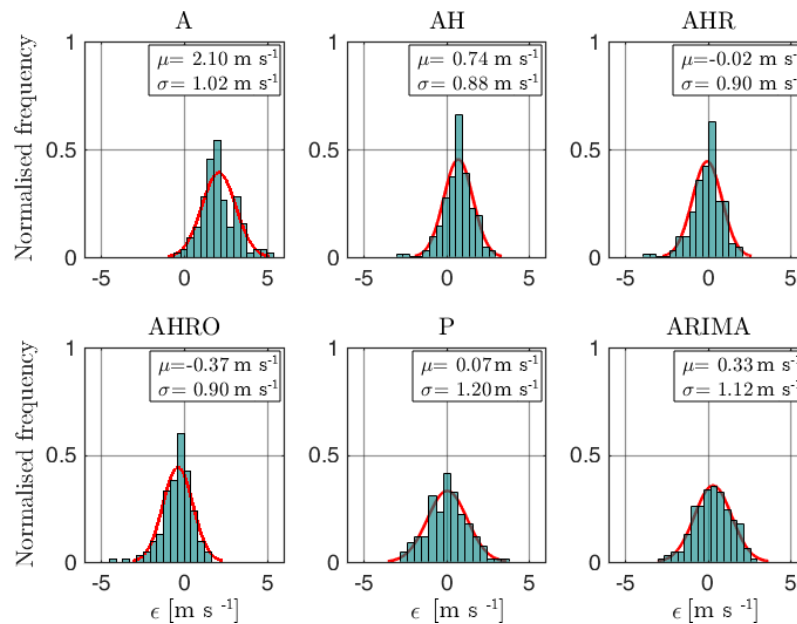 A
AH
AHR
1
μ= 2.10 m s⁻¹
σ= 1.02 m s⁻¹
1
μ= 0.74 m s⁻¹
σ= 0.88 m s⁻¹
1
μ=-0.02 m s⁻¹
σ= 0.90 m s⁻¹
Normalised frequency
0.5
0.5
0.5
0
0
0
-5 0 5
-5 0 5
-5 0 5
AHRO
P
ARIMA
1
μ=-0.37 m s⁻¹
σ= 0.90 m s⁻¹
1
μ= 0.07 m s⁻¹
σ= 1.20 m s⁻¹
1
μ= 0.33 m s⁻¹
σ= 1.12 m s⁻¹
Normalised frequency
0.5
0.5
0.5
0
0
0
-5 0 5
-5 0 5
-5 0 5
ϵ [m s ⁻¹]
ϵ [m s ⁻¹]
ϵ [m s ⁻¹]